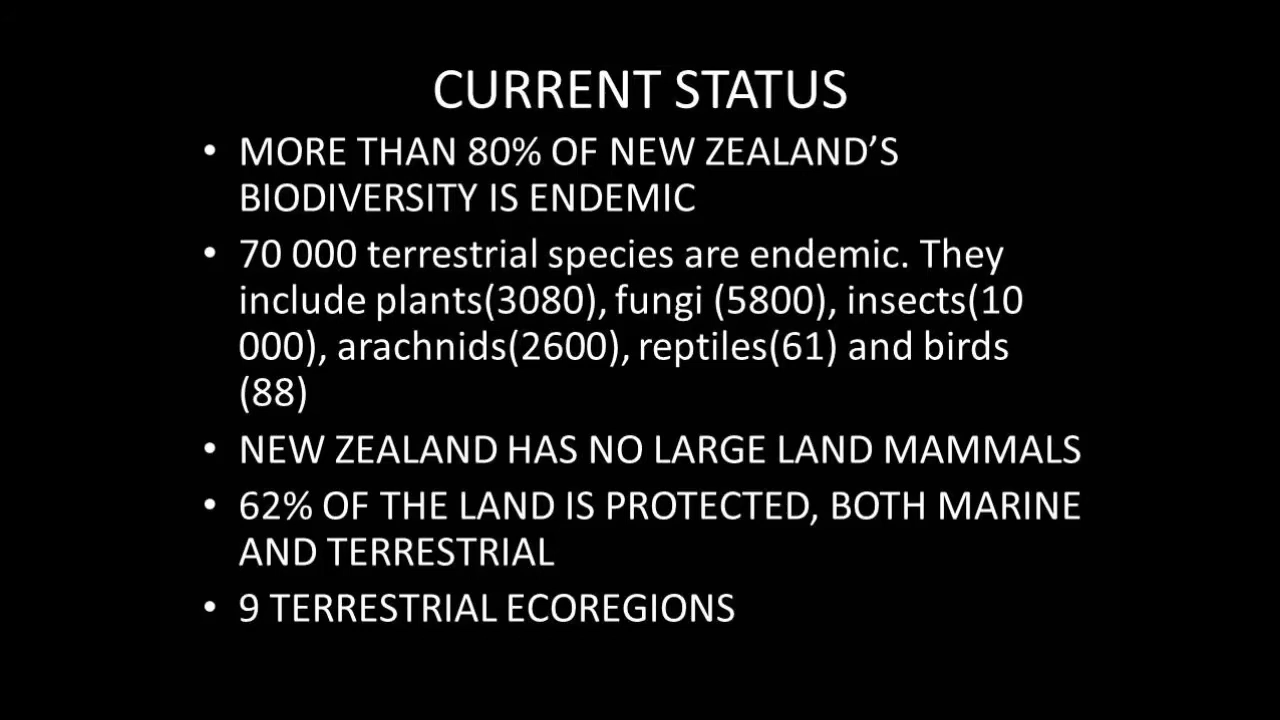 CURRENT STATUS
• MORE THAN 80% OF NEW ZEALAND’S
BIODIVERSITY IS ENDEMIC
• 70 000 terrestrial species are endemic. They
include plants(3080), fungi (5800), insects(10
000), arachnids(2600), reptiles(61) and birds
(88)
• NEW ZEALAND HAS NO LARGE LAND MAMMALS
• 62% OF THE LAND IS PROTECTED, BOTH MARINE
AND TERRESTRIAL
• 9 TERRESTRIAL ECOREGIONS